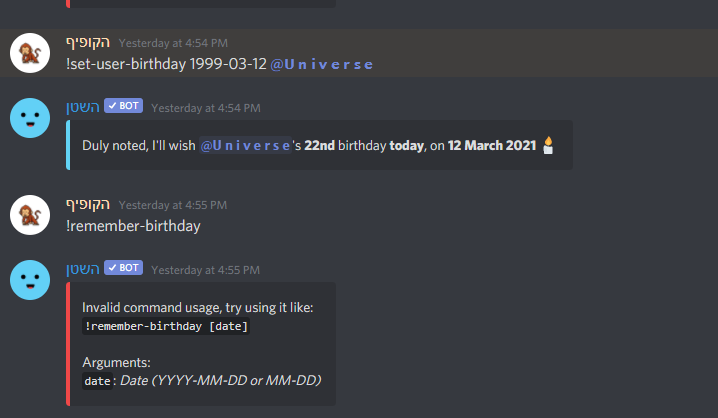 הקופיף Yesterday at 4:54 PM
!set-user-birthday 1999-03-12 @U n i v e r s e
השטן ✓ BOT Yesterday at 4:54 PM
Duly noted, I'll wish @U n i v e r s e's 22nd birthday today, on 12 March 2021 🕯️
הקופיף Yesterday at 4:55 PM
!remember-birthday
השטן ✓ BOT Yesterday at 4:55 PM
Invalid command usage, try using it like:
!remember-birthday [date]
Arguments:
date: Date (YYYY-MM-DD or MM-DD)